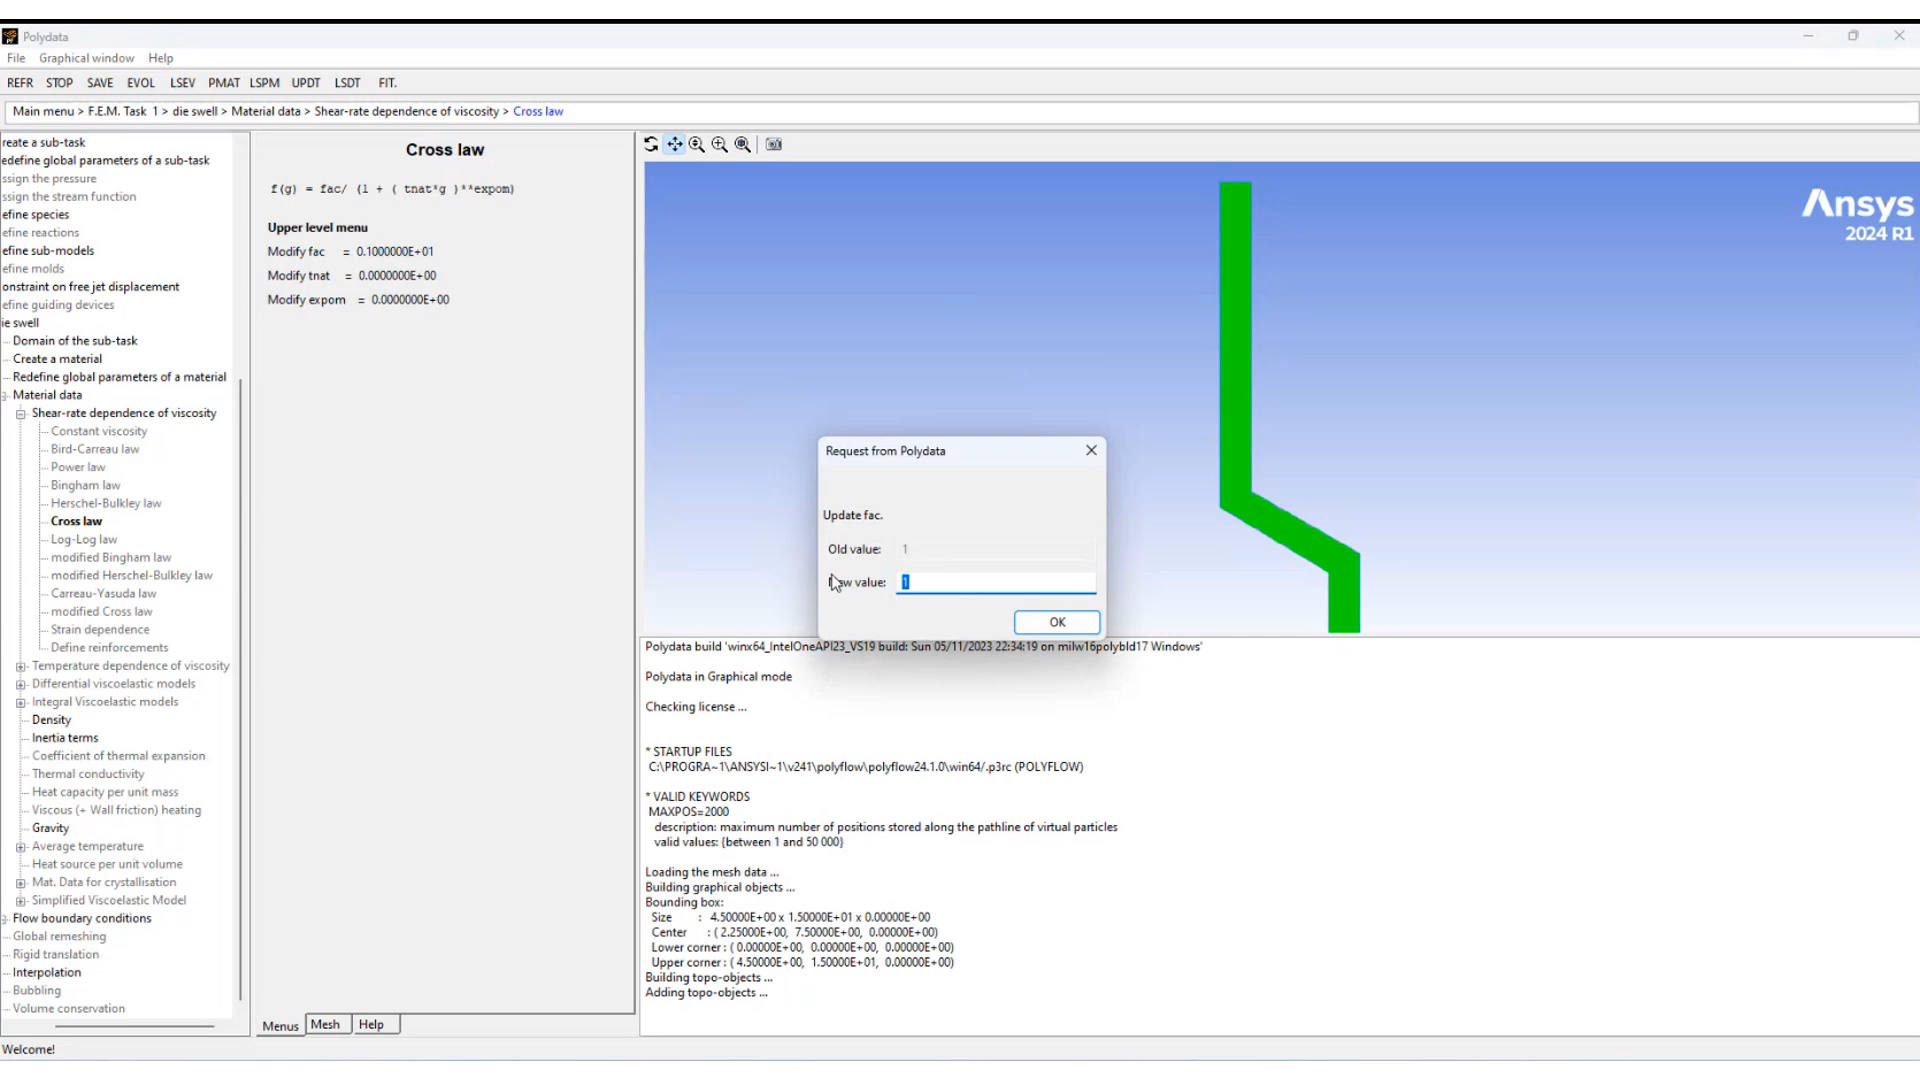 Polydata
File Graphical window Help
REFR STOP SAVE EVOL LSEV PMAT LSPM UPDT LSDT FIT.
Main menu > F.E.M. Task 1 > die swell > Material data > Shear-rate dependence of viscosity > Cross law
reate a sub-task
edefine global parameters of a sub-task
ssign the pressure
ssign the stream function
efine species
efine reactions
efine sub-models
efine molds
onstraint on free jet displacement
efine guiding devices
ie swell
Domain of the sub-task
Create a material
Redefine global parameters of a material
Material data
Shear-rate dependence of viscosity
Constant viscosity
Bird-Carreau law
Power law
Bingham law
Herschel-Bulkley law
Cross law
Log-Log law
modified Bingham law
modified Herschel-Bulkley law
Carreau-Yasuda law
modified Cross law
Strain dependence
Define reinforcements
Temperature dependence of viscosity
Differential viscoelastic models
Integral Viscoelastic models
Density
Inertia terms
Coefficient of thermal expansion
Thermal conductivity
Heat capacity per unit mass
Viscous (+ Wall friction) heating
Gravity
Average temperature
Heat source per unit volume
Mat. Data for crystallisation
Simplified Viscoelastic Model
Flow boundary conditions
Global remeshing
Rigid translation
Interpolation
Bubbling
Volume conservation
Cross law
f(g) = fac/ (1 + ( tnat*g )**expom)
Upper level menu
Modify fac = 0.1000000E+01
Modify tnat = 0.0000000E+00
Modify expom = 0.0000000E+00
Menus Mesh Help
Ansys
2024 R1
Request from Polydata
Update fac.
Old value: 1
value: 1
OK
Polydata build 'winx64_IntelOneAPI23_VS19 build: Sun 05/11/2023 22:34:19 on milw16polybld17 Windows'
Polydata in Graphical mode
Checking license ...
* STARTUP FILES
C:\PROGRA~1\ANSYSI~1\v241\polyflow\polyflow24.1.0\win64/.p3rc (POLYFLOW)
* VALID KEYWORDS
MAXPOS=2000
description: maximum number of positions stored along the pathline of virtual particles
valid values: {between 1 and 50 000}
Loading the mesh data ...
Building graphical objects ...
Bounding box:
Size : 4.50000E+00 x 1.50000E+01 x 0.00000E+00
Center : ( 2.25000E+00, 7.50000E+00, 0.00000E+00)
Lower corner : ( 0.00000E+00, 0.00000E+00, 0.00000E+00)
Upper corner : ( 4.50000E+00, 1.50000E+01, 0.00000E+00)
Building topo-objects ...
Adding topo-objects ...
Welcome!